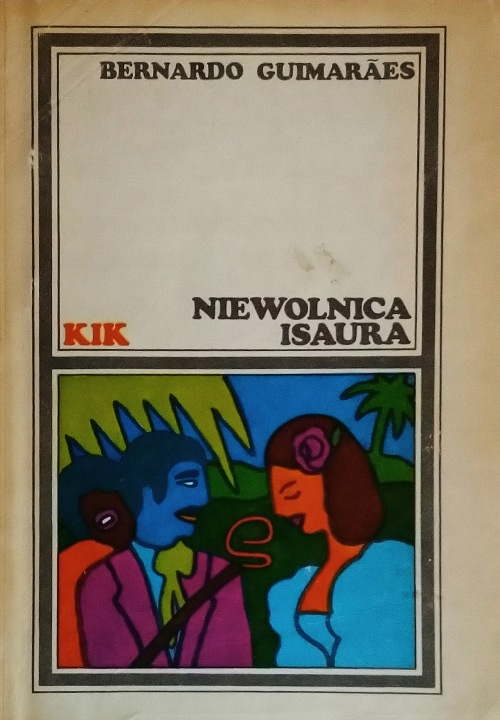 BERNARDO GUIMARÃES
NIEWOLNICA
ISAURA
KIK